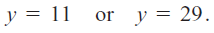 y = 11 or y = 29.